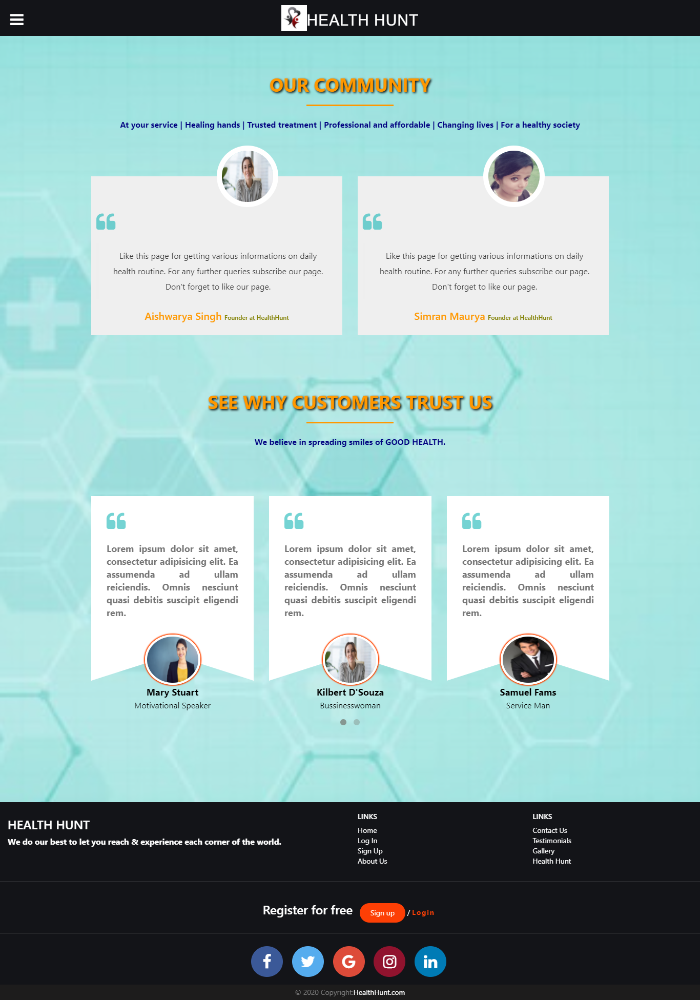 HEALTH HUNT
OUR COMMUNITY
At your service | Healing hands | Trusted treatment | Professional and affordable | Changing lives | For a healthy society
Like this page for getting various informations on daily
health routine. For any further queries subscribe our page.
Don't forget to like our page.
Aishwarya Singh Founder at HealthHunt
Like this page for getting various informations on daily
health routine. For any further queries subscribe our page.
Don't forget to like our page.
Simran Maurya Founder at HealthHunt
SEE WHY CUSTOMERS TRUST US
We believe in spreading smiles of GOOD HEALTH.
Lorem ipsum dolor sit amet,
consectetur adipisicing elit. Ea
assumenda ad ullam
reiciendis. Omnis nesciunt
quasi debitis suscipit eligendi
rem.
Mary Stuart
Motivational Speaker
Lorem ipsum dolor sit amet,
consectetur adipisicing elit. Ea
assumenda ad ullam
reiciendis. Omnis nesciunt
quasi debitis suscipit eligendi
rem.
Kilbert D'Souza
Bussinesswoman
Lorem ipsum dolor sit amet,
consectetur adipisicing elit. Ea
assumenda ad ullam
reiciendis. Omnis nesciunt
quasi debitis suscipit eligendi
rem.
Samuel Fams
Service Man
HEALTH HUNT
We do our best to let you reach & experience each corner of the world.
LINKS
Home
Log In
Sign Up
About Us
LINKS
Contact Us
Testimonials
Gallery
Health Hunt
Register for free Sign up / Login
© 2020 Copyright:HealthHunt.com